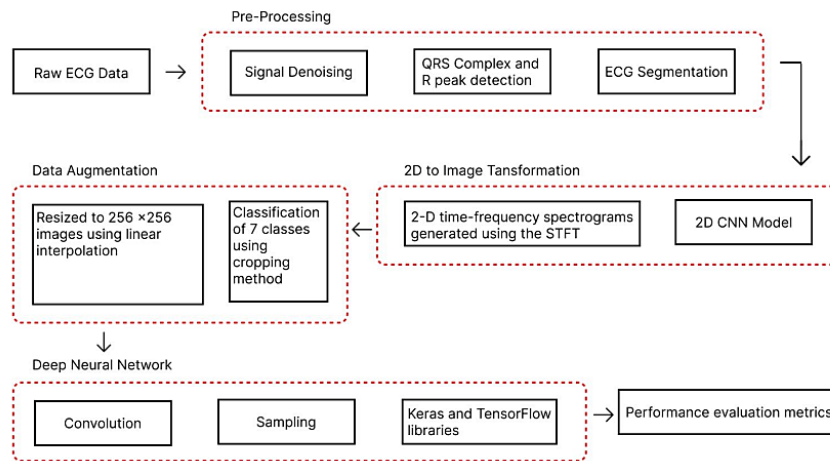 Pre-Processing
Raw ECG Data
Signal Denoising
QRS Complex and
R peak detection
ECG Segmentation
Data Augmentation
2D to Image Tansformation
Resized to 256 ×256
images using linear
interpolation
Classification
of 7 classes
using
cropping
method
2-D time-frequency spectrograms
generated using the STFT
2D CNN Model
Deep Neural Network
Convolution
Sampling
Keras and TensorFlow
libraries
Performance evaluation metrics